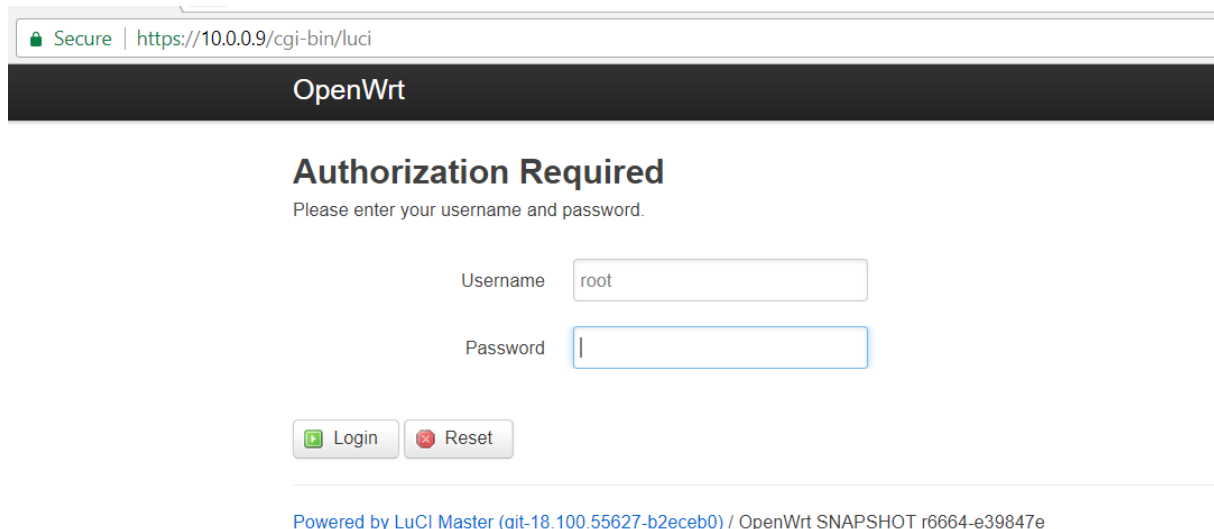 Secure | https://10.0.0.9/cgi-bin/luci
OpenWrt
Authorization Required
Please enter your username and password.
Username root
Password
Login Reset
Powered by LuCI Master (git-18.100.55627-b2eceb0) / OpenWrt SNAPSHOT r6664-e39847e